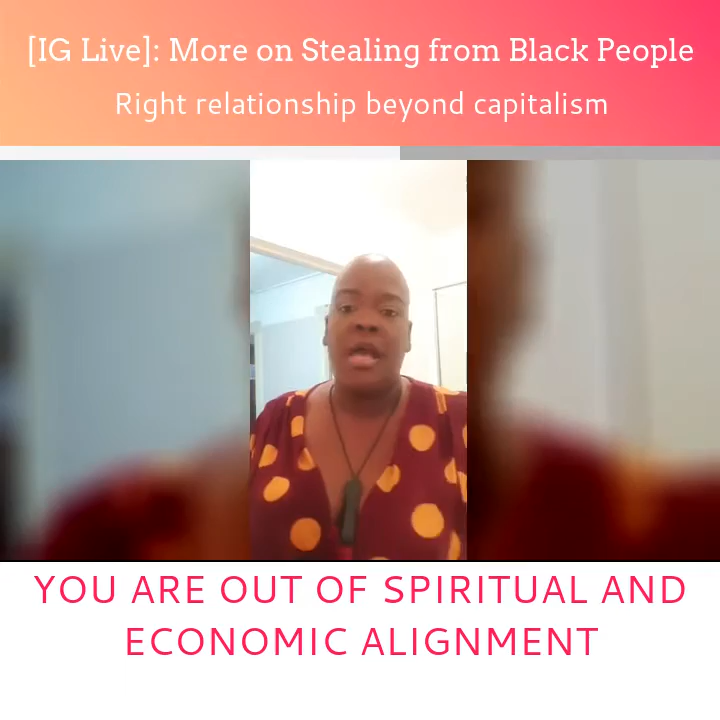 [IG Live]: More on Stealing from Black People
Right relationship beyond capitalism
YOU ARE OUT OF SPIRITUAL AND
ECONOMIC ALIGNMENT